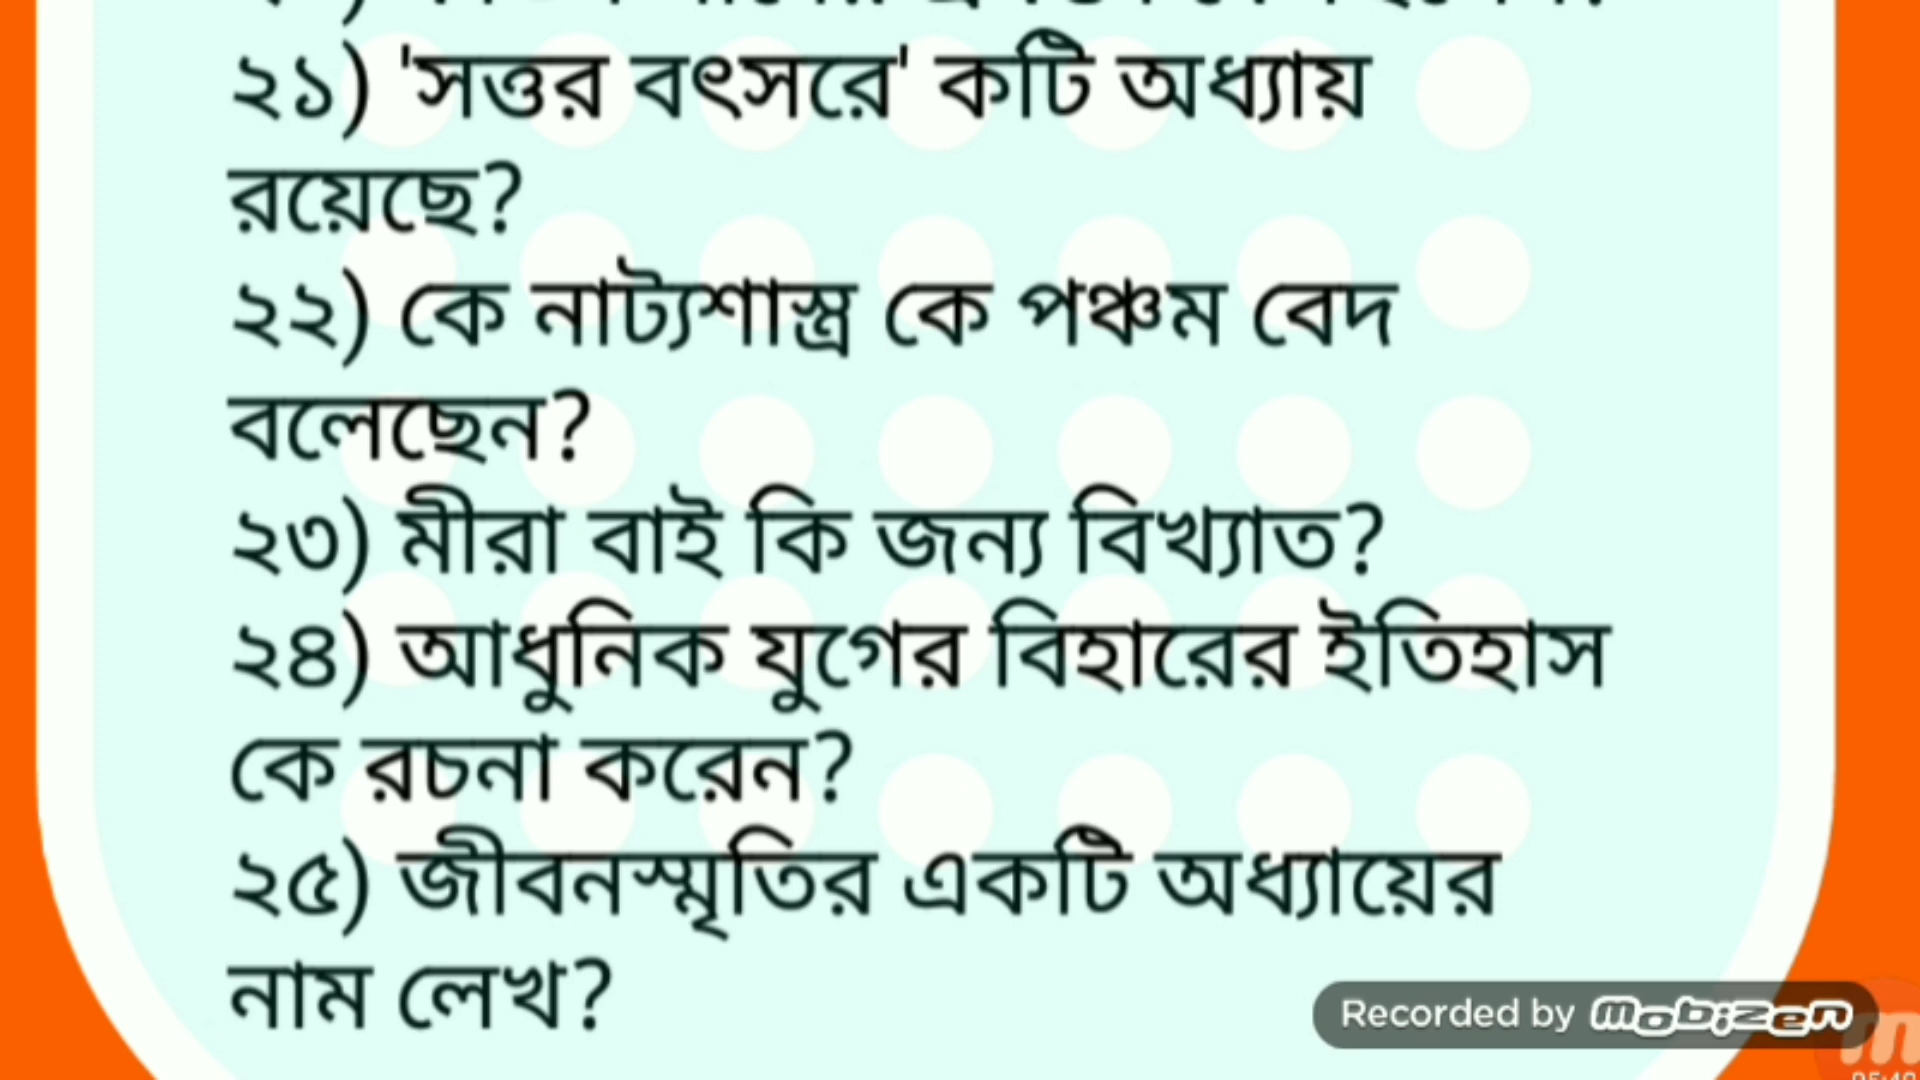 ২১) 'সত্তর বৎসরে' কটি অধ্যায়
রয়েছে?
২২) কে নাট্যশাস্ত্র কে পঞ্চম বেদ
বলেছেন?
২৩) মীরা বাই কি জন্য বিখ্যাত?
২৪) আধুনিক যুগের বিহারের ইতিহাস
কে রচনা করেন?
২৫) জীবনস্মৃতির একটি অধ্যায়ের
নাম লেখ?
Recorded by mobizen